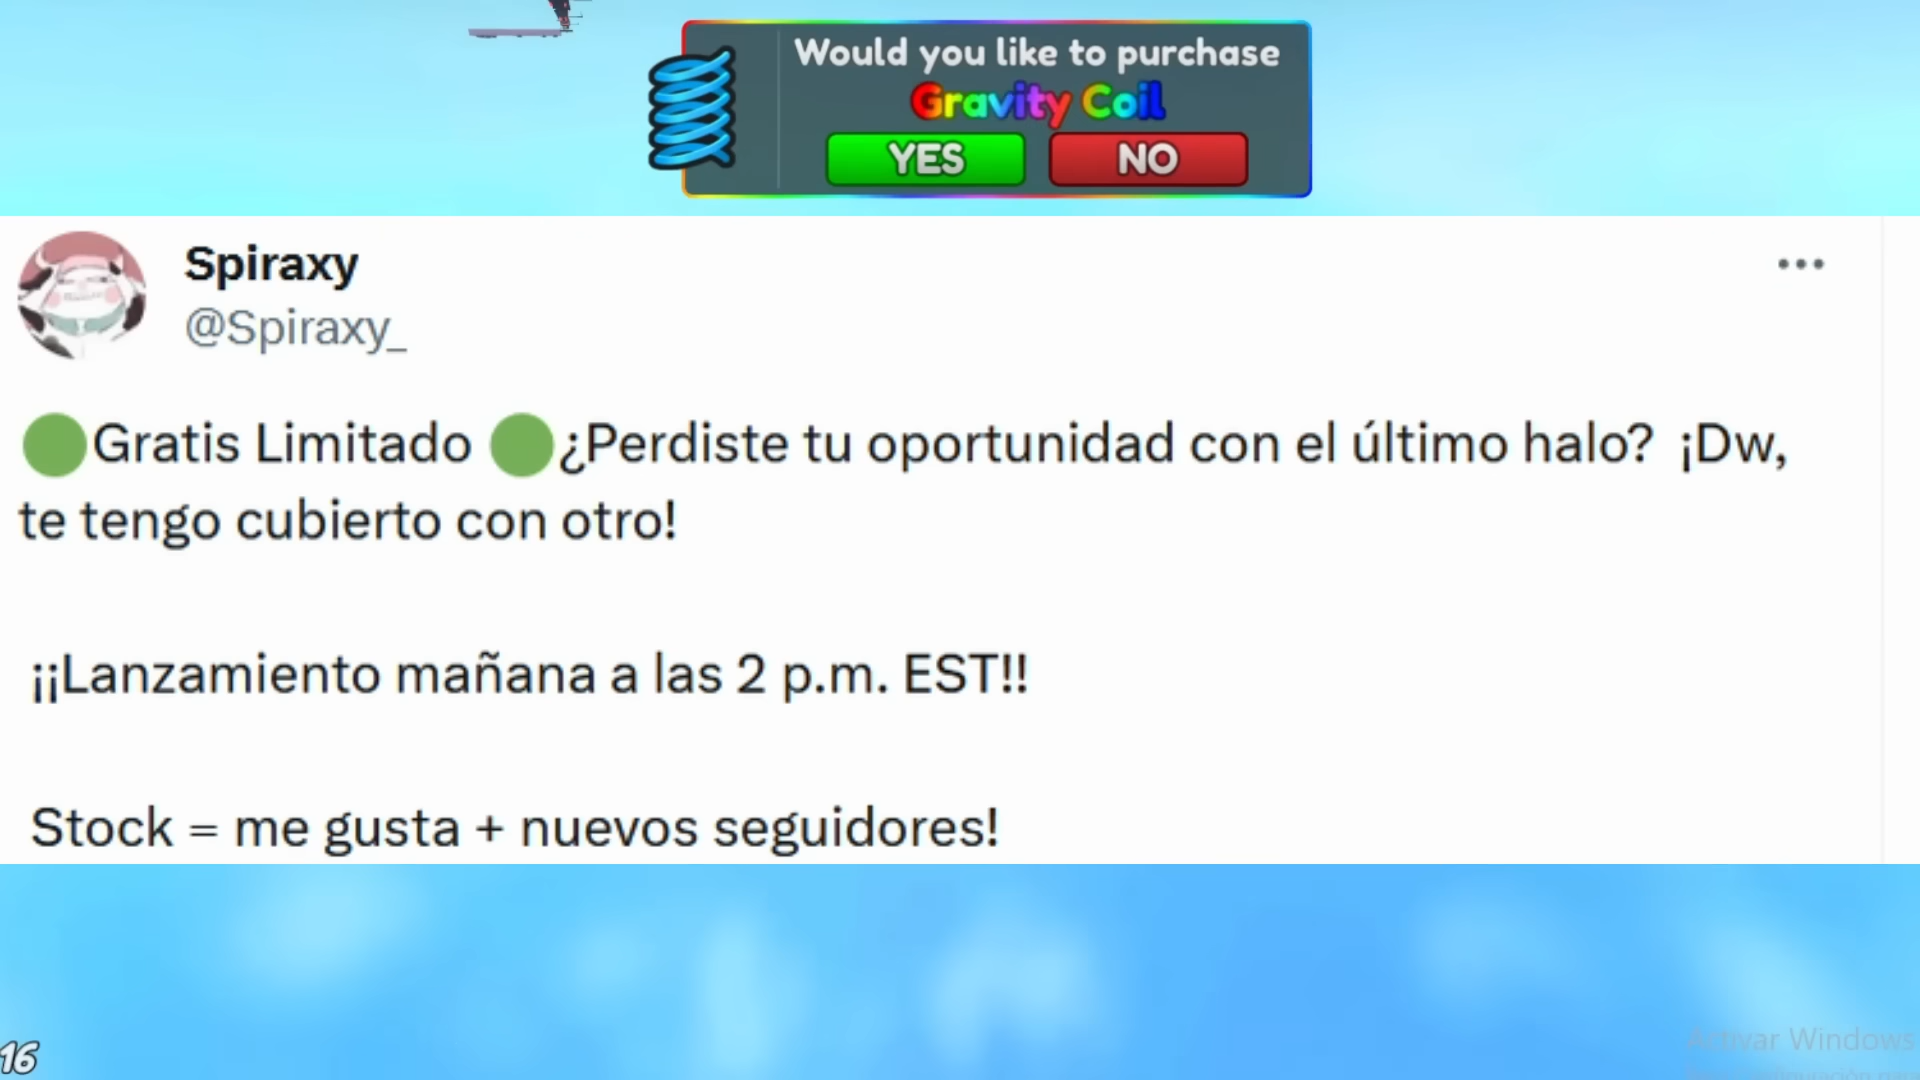 Would you like to purchase
Gravity Coil
YES NO
Spiraxy
@Spiraxy_
🟢Gratis Limitado 🟢¿Perdiste tu oportunidad con el último halo? ¡Dw,
te tengo cubierto con otro!
¡¡Lanzamiento mañana a las 2 p.m. EST!!
Stock = me gusta + nuevos seguidores!
16
Activar Windows